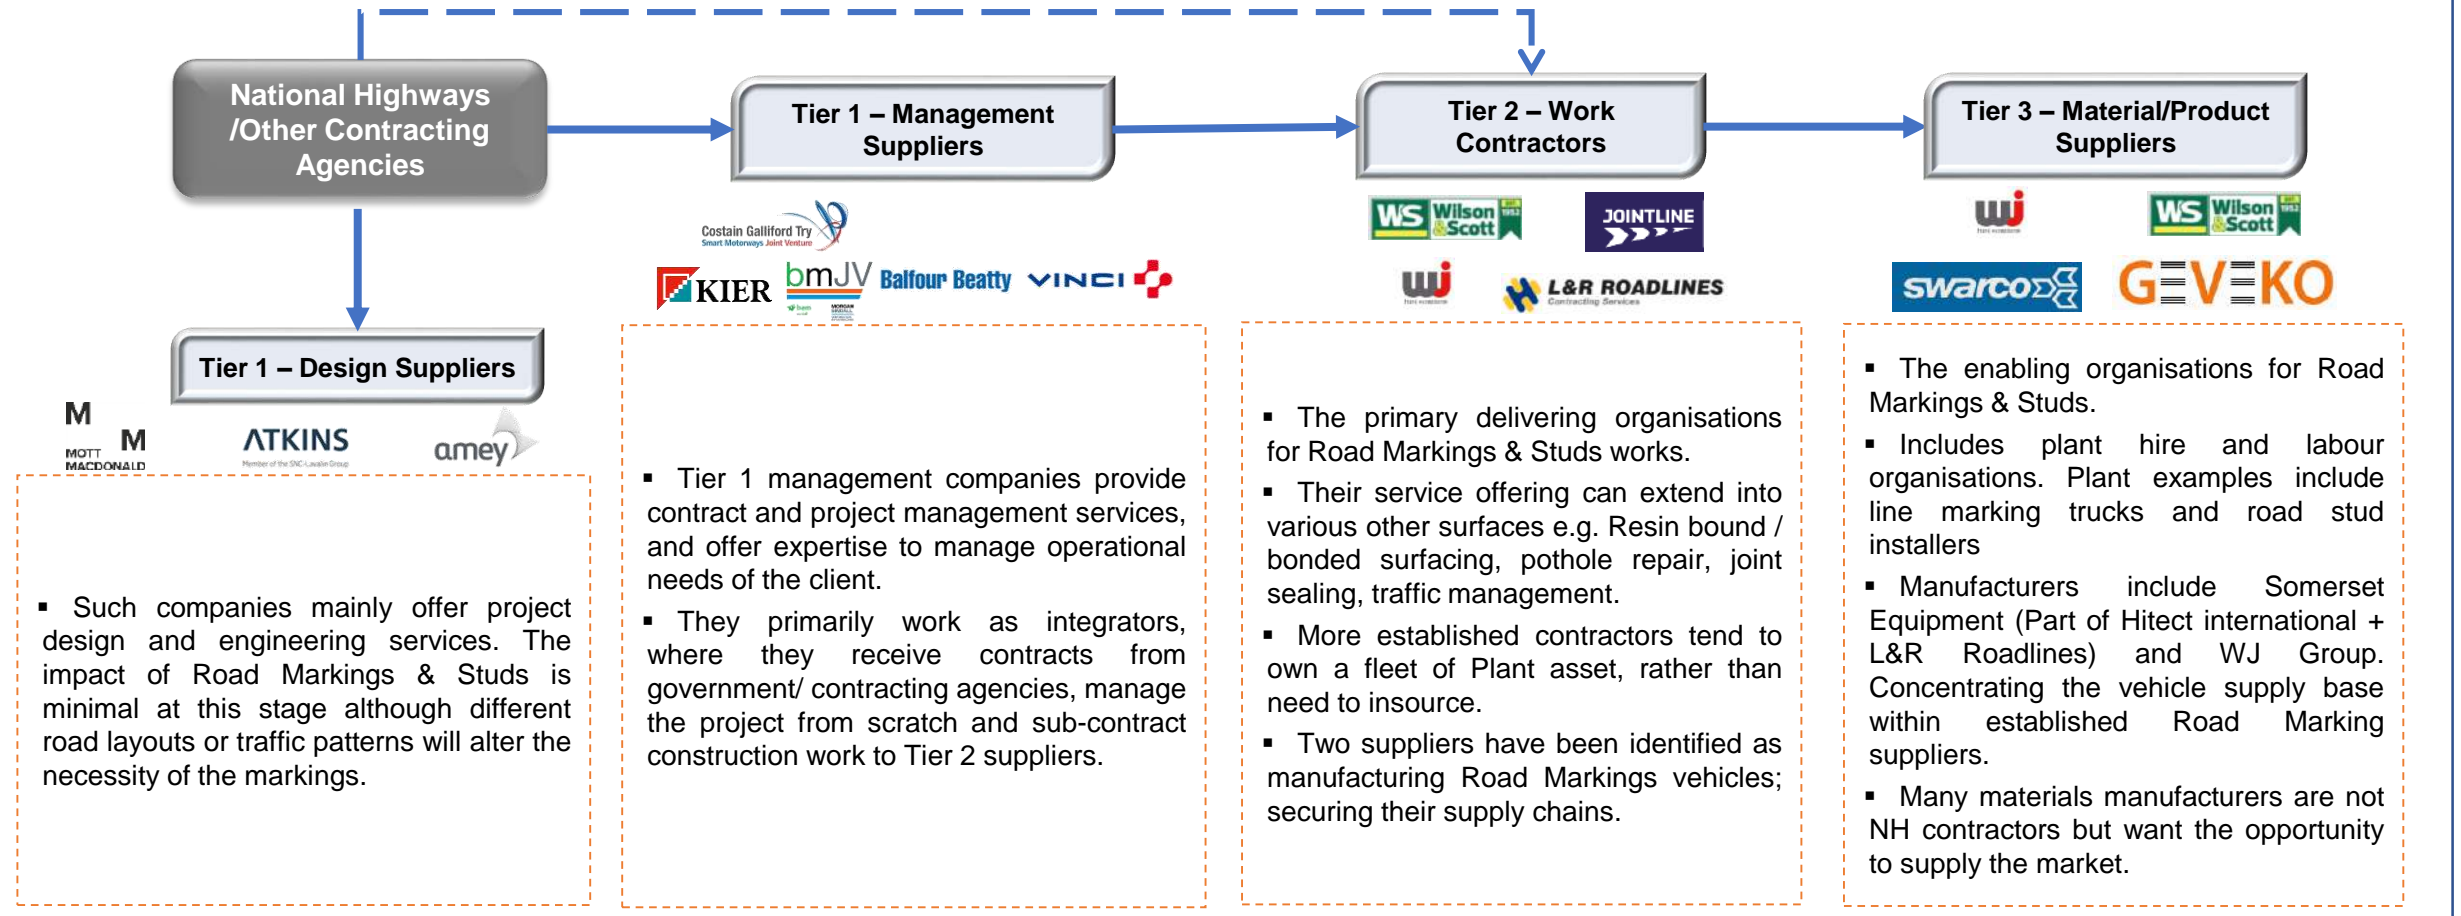 National Highways
/Other Contracting
Agencies
Tier 1 – Management
Suppliers
Tier 2 – Work
Contractors
Tier 3 – Material/Product
Suppliers
Costain Galliford Try
Smart Motorways Joint Venture
KIER
bmJV
Balfour Beatty
VINCI
WS Wilson
&Scott
1952
JOINTLINE
wj
L&R ROADLINES
Contracting Services
wj
WS Wilson
&Scott
1952
SWARCO
GEVEKO
Tier 1 – Design Suppliers
M
M
MOTT
MACDONALD
ATKINS
Member of the SNC-Lavalin Group
amey
▪ Such companies mainly offer project
design and engineering services. The
impact of Road Markings & Studs is
minimal at this stage although different
road layouts or traffic patterns will alter the
necessity of the markings.
▪ Tier 1 management companies provide
contract and project management services,
and offer expertise to manage operational
needs of the client.
▪ They primarily work as integrators,
where they receive contracts from
government/ contracting agencies, manage
the project from scratch and sub-contract
construction work to Tier 2 suppliers.
▪ The primary delivering organisations
for Road Markings & Studs works.
▪ Their service offering can extend into
various other surfaces e.g. Resin bound /
bonded surfacing, pothole repair, joint
sealing, traffic management.
▪ More established contractors tend to
own a fleet of Plant asset, rather than
need to insource.
▪ Two suppliers have been identified as
manufacturing Road Markings vehicles;
securing their supply chains.
▪ The enabling organisations for Road
Markings & Studs.
▪ Includes plant hire and labour
organisations. Plant examples include
line marking trucks and road stud
installers
▪ Manufacturers include Somerset
Equipment (Part of Hitect international +
L&R Roadlines) and WJ Group.
Concentrating the vehicle supply base
within established Road Marking
suppliers.
▪ Many materials manufacturers are not
NH contractors but want the opportunity
to supply the market.